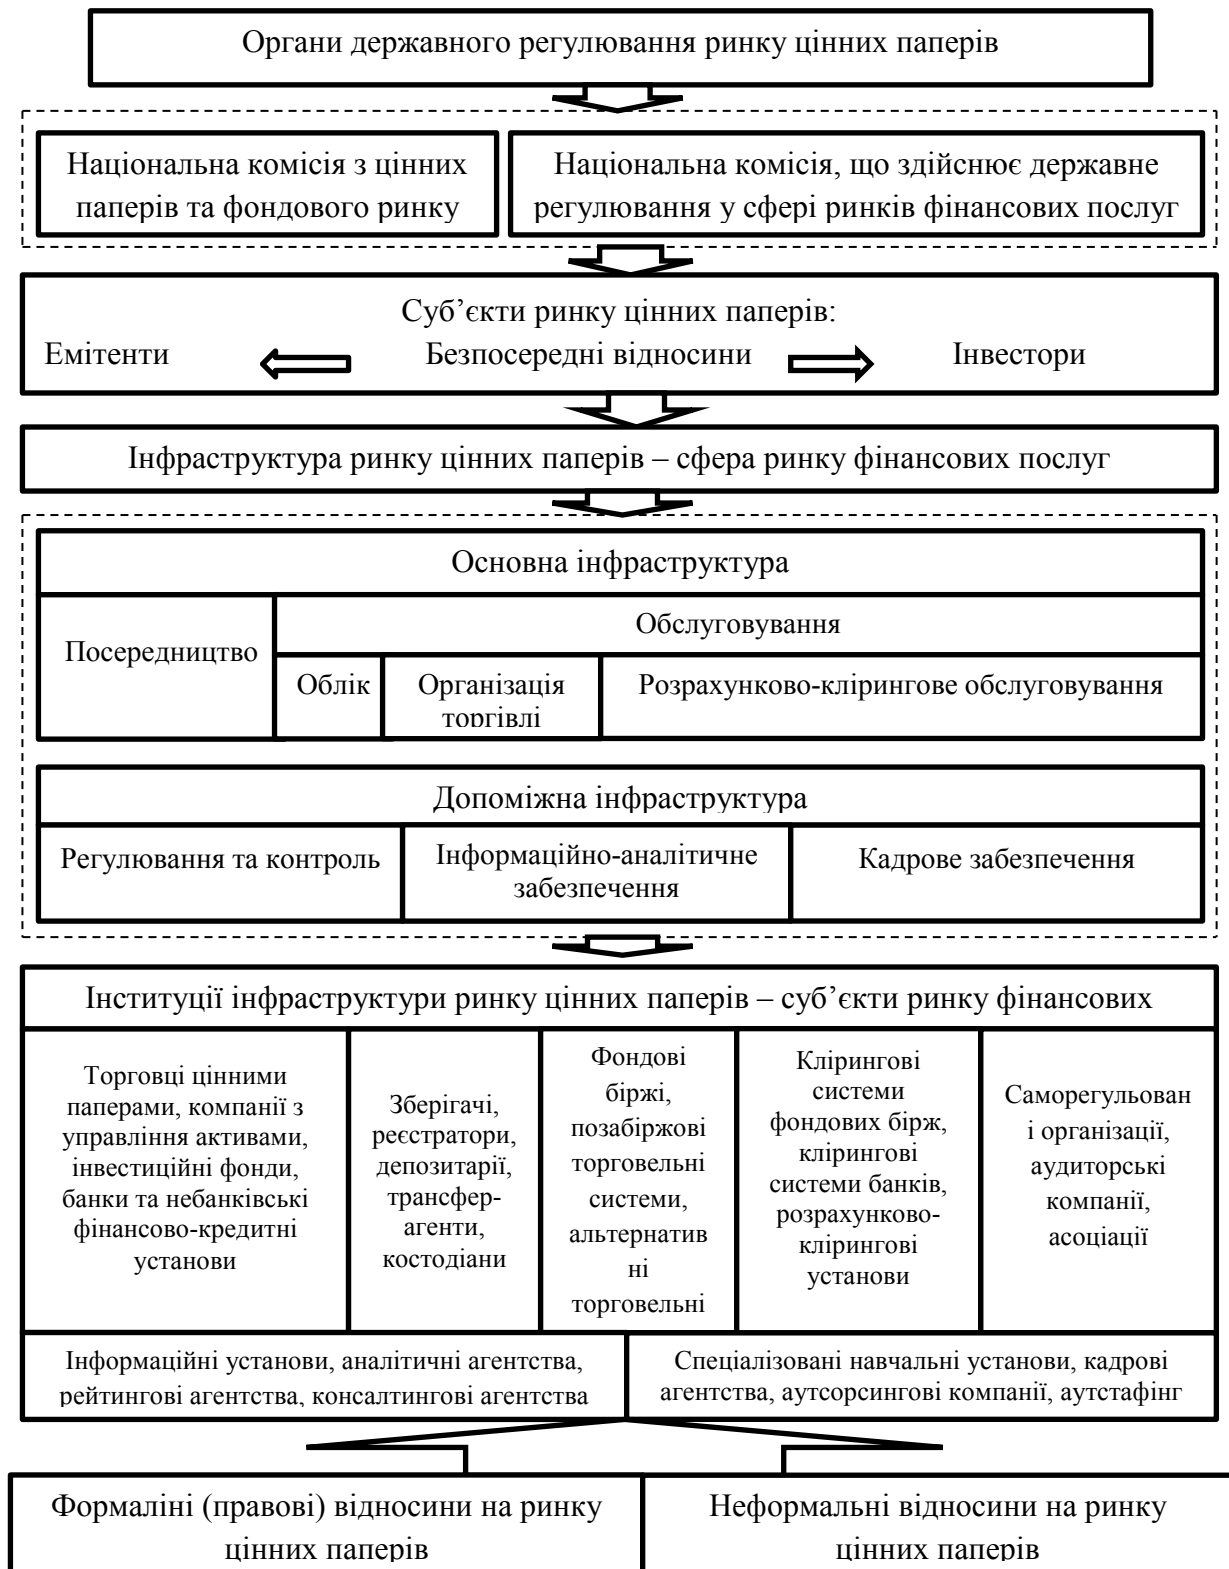 Органи державного регулювання ринку цінних паперів
Національна комісія з цінних
паперів та фондового ринку
Національна комісія, що здійснює державне
регулювання у сфері ринків фінансових послуг
Суб’єкти ринку цінних паперів:
Емітенти
Безпосередні відносини
Інвестори
Інфраструктура ринку цінних паперів – сфера ринку фінансових послуг
Основна інфраструктура
Посередництво
Обслуговування
Облік
Організація
торгівлі
Розрахунково-клірингове обслуговування
Допоміжна інфраструктура
Регулювання та контроль
Інформаційно-аналітичне
забезпечення
Кадрове забезпечення
Інституції інфраструктури ринку цінних паперів – суб’єкти ринку фінансових
Торговці цінними
паперами, компанії з
управління активами,
інвестиційні фонди,
банки та небанківські
фінансово-кредитні
установи
Зберігачі,
реєстратори,
депозитарії,
трансфер-
агенти,
костодіани
Фондові
біржі,
позабіржові
торговельні
системи,
альтернатив
ні
торговельні
Клірингові
системи
фондових бірж,
клірингові
системи банків,
розрахунково-
клірингові
установи
Саморегульован
і організації,
аудиторські
компанії,
асоціації
Інформаційні установи, аналітичні агентства,
рейтингові агентства, консалтингові агентства
Спеціалізовані навчальні установи, кадрові
агентства, аутсорсингові компанії, аутстафінг
Формаліні (правові) відносини на ринку
цінних паперів
Неформальні відносини на ринку
цінних паперів